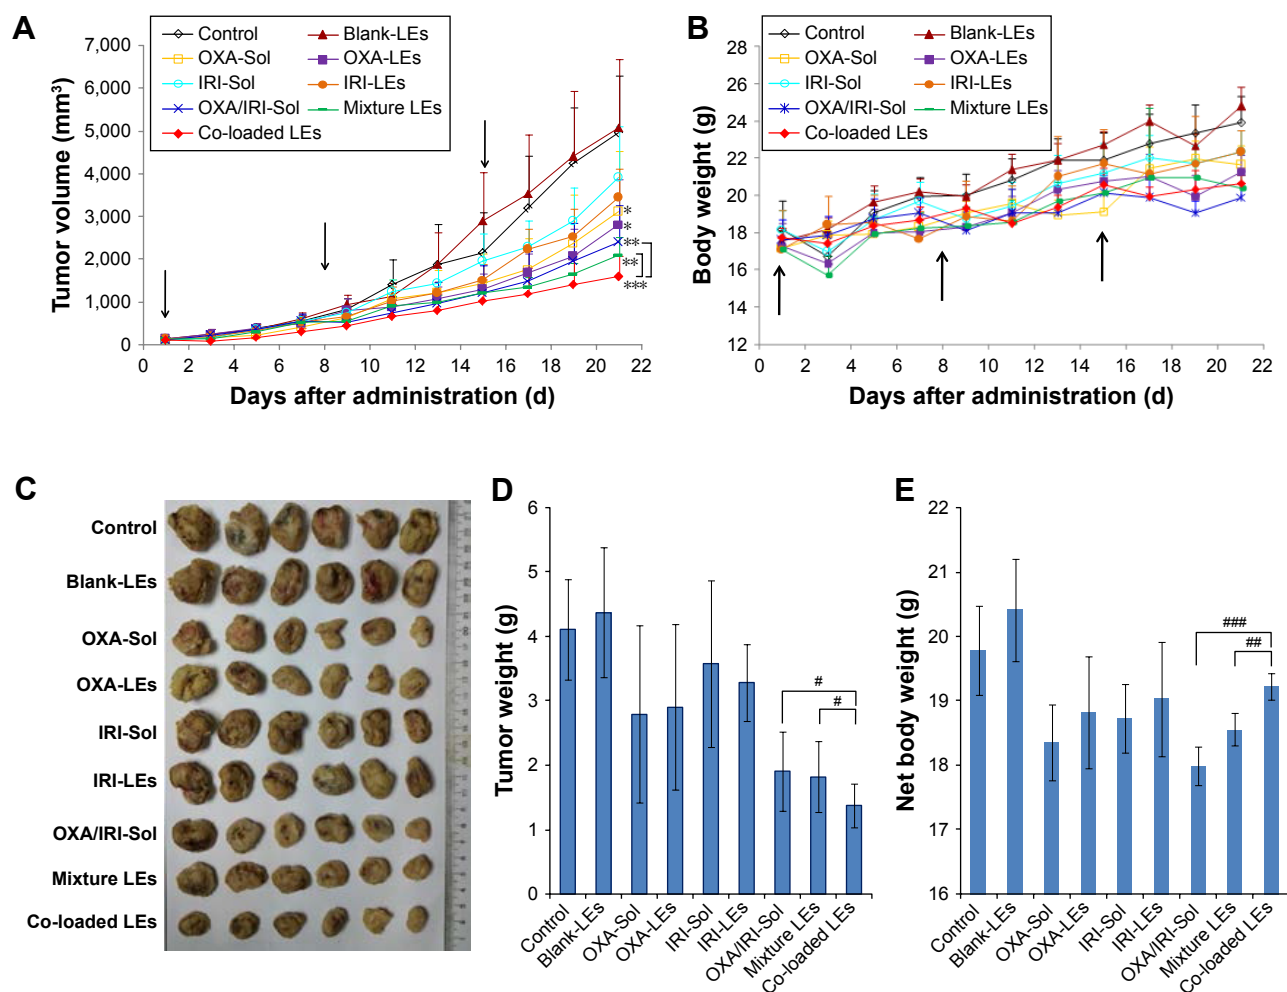 A
Control
Blank-LEs
OXA-Sol
OXA-LEs
IRI-Sol
IRI-LEs
OXA/IRI-Sol
Mixture LEs
Co-loaded LEs
Tumor volume (mm³)
7,000
6,000
5,000
4,000
3,000
2,000
1,000
0
*
*
**
**
***
0 2 4 6 8 10 12 14 16 18 20 22
Days after administration (d)
B
Control
Blank-LEs
OXA-Sol
OXA-LEs
IRI-Sol
IRI-LEs
OXA/IRI-Sol
Mixture LEs
Co-loaded LEs
Body weight (g)
28
26
24
22
20
18
16
14
12
0 2 4 6 8 10 12 14 16 18 20 22
Days after administration (d)
C
Control
Blank-LEs
OXA-Sol
OXA-LEs
IRI-Sol
IRI-LEs
OXA/IRI-Sol
Mixture LEs
Co-loaded LEs
D
Tumor weight (g)
6
5
4
3
2
1
0
#
#
Control
Blank-LEs
OXA-Sol
OXA-LEs
IRI-Sol
IRI-LEs
OXA/IRI-Sol
Mixture LEs
Co-loaded LEs
E
Net body weight (g)
22
21
20
19
18
17
16
###
##
Control
Blank-LEs
OXA-Sol
OXA-LEs
IRI-Sol
IRI-LEs
OXA/IRI-Sol
Mixture LEs
Co-loaded LEs